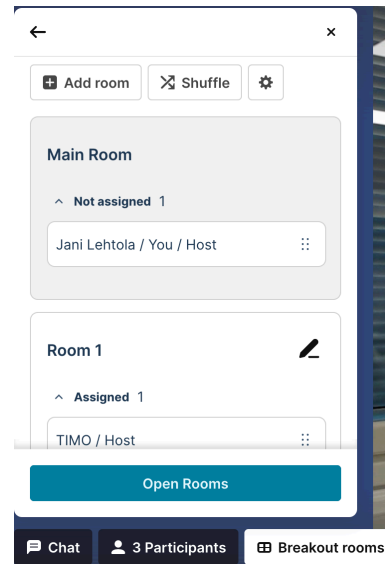 Add room Shuffle
Main Room
Not assigned 1
Jani Lehtola / You / Host
Room 1
Assigned 1
TIMO / Host
Open Rooms
Chat 3 Participants Breakout rooms